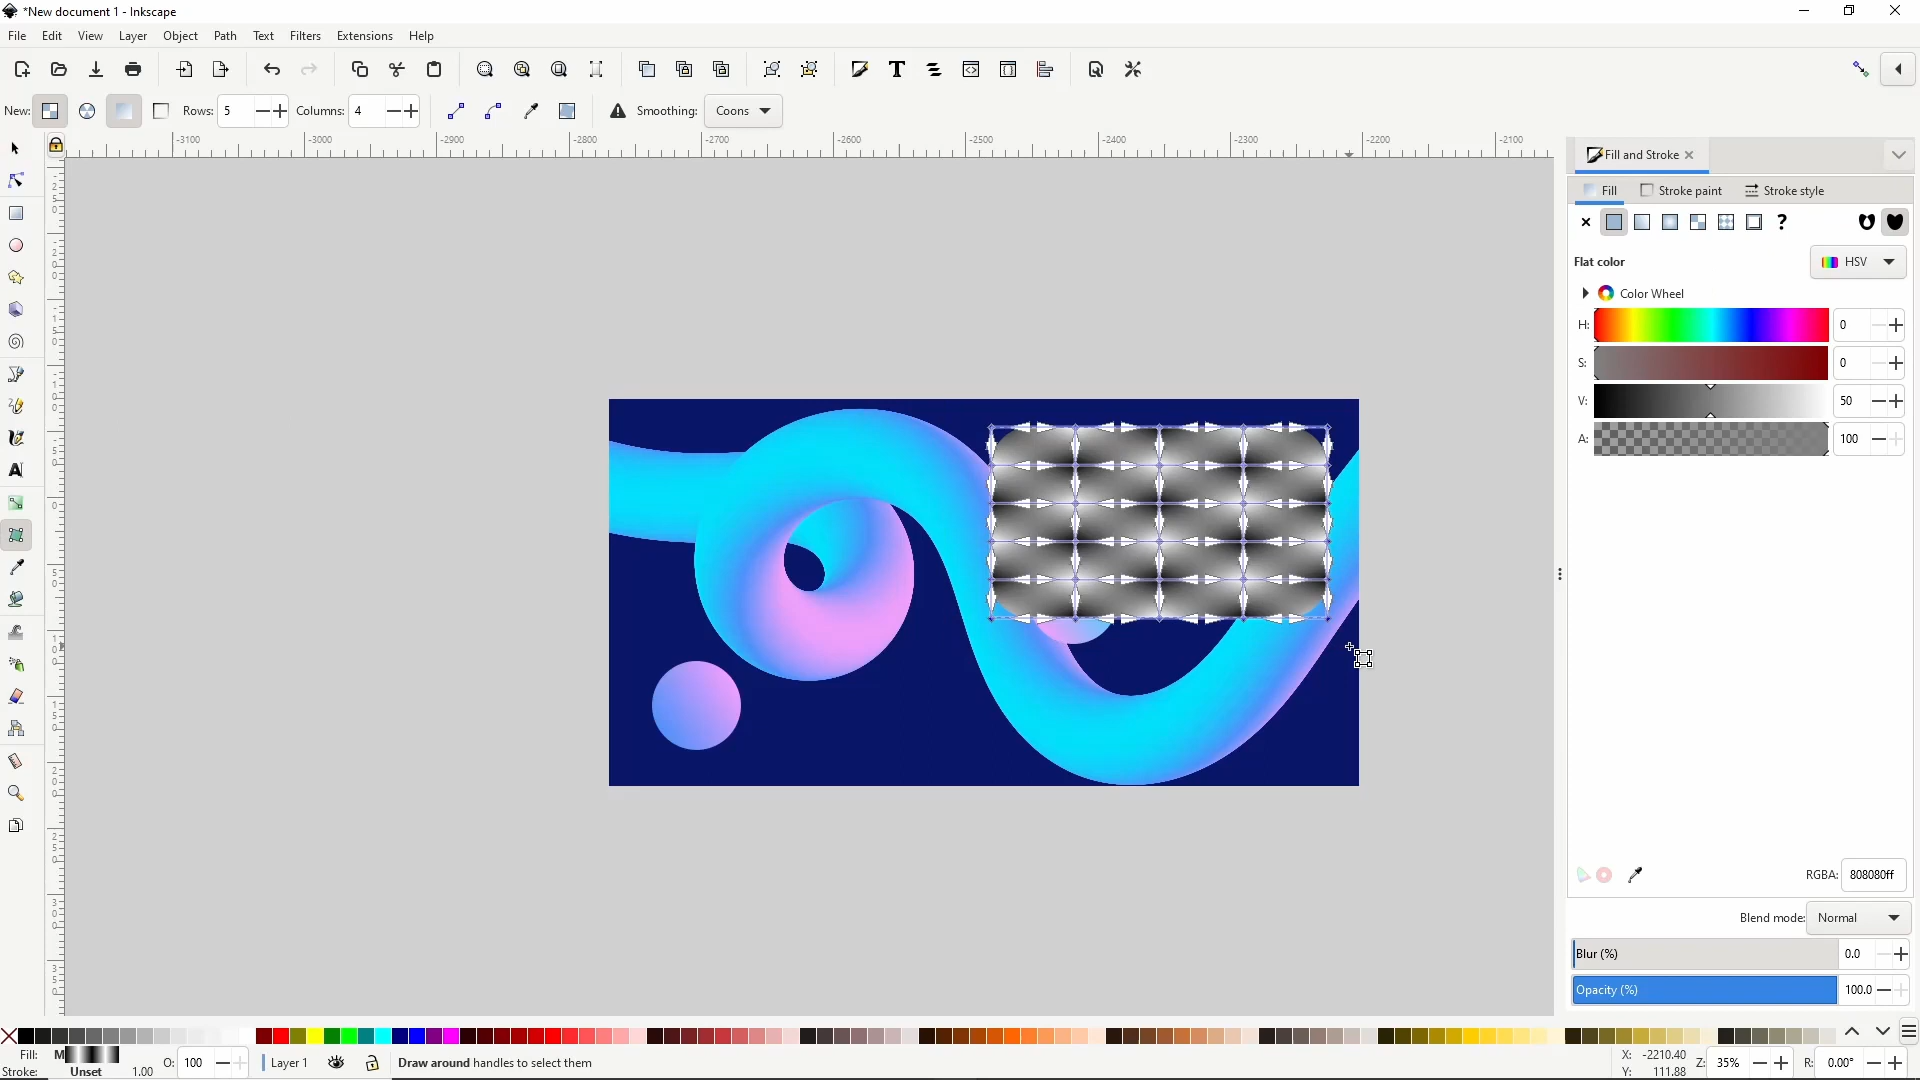 *New document 1 - Inkscape
File Edit View Layer Object Path Text Filters Extensions Help
New: Rows: 5 Columns: 4 Smoothing: Coons
-3100 -3000 -2900 -2800 -2700 -2600 -2500 -2400 -2300 -2200 -2100
Fill and Stroke
Fill Stroke paint Stroke style
Flat color HSV
Color Wheel
H: 0
S: 0
V: 50
A: 100
RGBA: 808080ff
Blend mode: Normal
Blur (%) 0.0
Opacity (%) 100.0
Fill: M O: 100 Layer 1 Draw around handles to select them X: -2210.40 Z: 35% R: 0.00°
Stroke: Unset 1.00 Y: 111.88